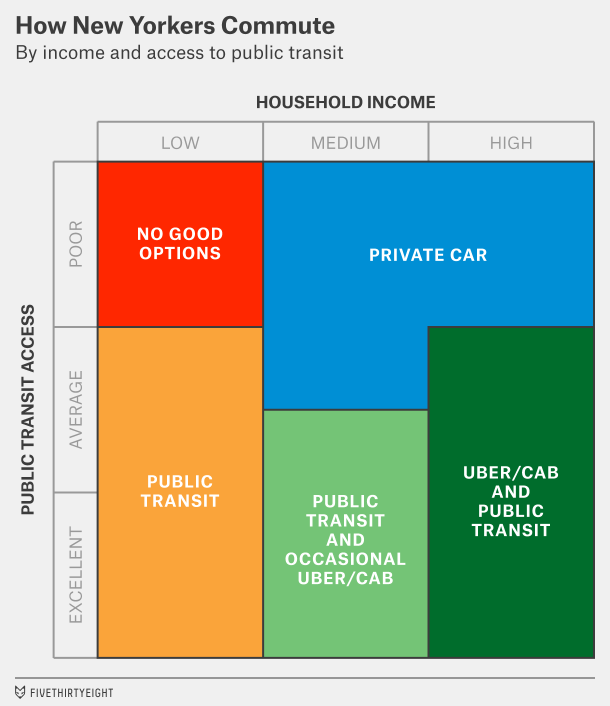 How New Yorkers Commute
By income and access to public transit
HOUSEHOLD INCOME
LOW
MEDIUM
HIGH
PUBLIC TRANSIT ACCESS
POOR
AVERAGE
EXCELLENT
NO GOOD
OPTIONS
PRIVATE CAR
PUBLIC
TRANSIT
PUBLIC
TRANSIT
AND
OCCASIONAL
UBER/CAB
UBER/CAB
AND
PUBLIC
TRANSIT
FIVETHIRTYEIGHT